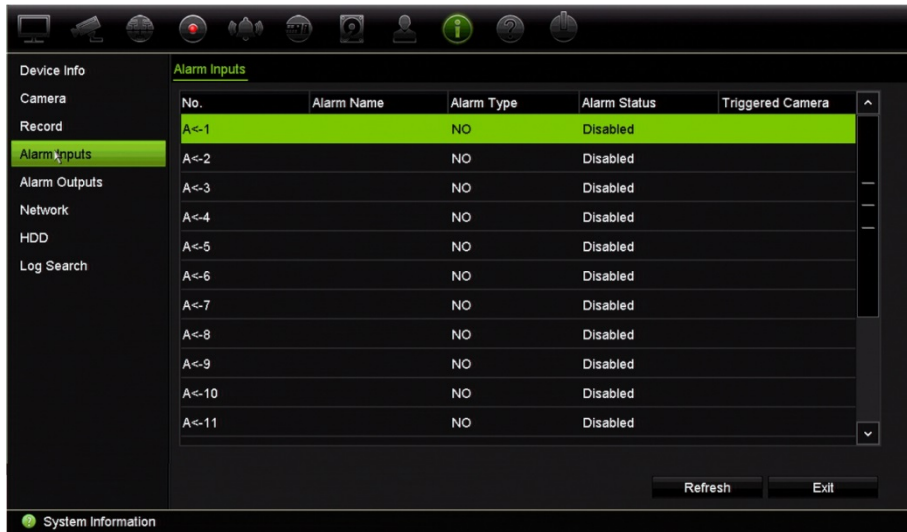 Device Info
Camera
Record
Alarm Inputs
Alarm Outputs
Network
HDD
Log Search
Alarm Inputs
No. Alarm Name Alarm Type Alarm Status Triggered Camera
A<-1 NO Disabled
A<-2 NO Disabled
A<-3 NO Disabled
A<-4 NO Disabled
A<-5 NO Disabled
A<-6 NO Disabled
A<-7 NO Disabled
A<-8 NO Disabled
A<-9 NO Disabled
A<-10 NO Disabled
A<-11 NO Disabled
Refresh Exit
System Information